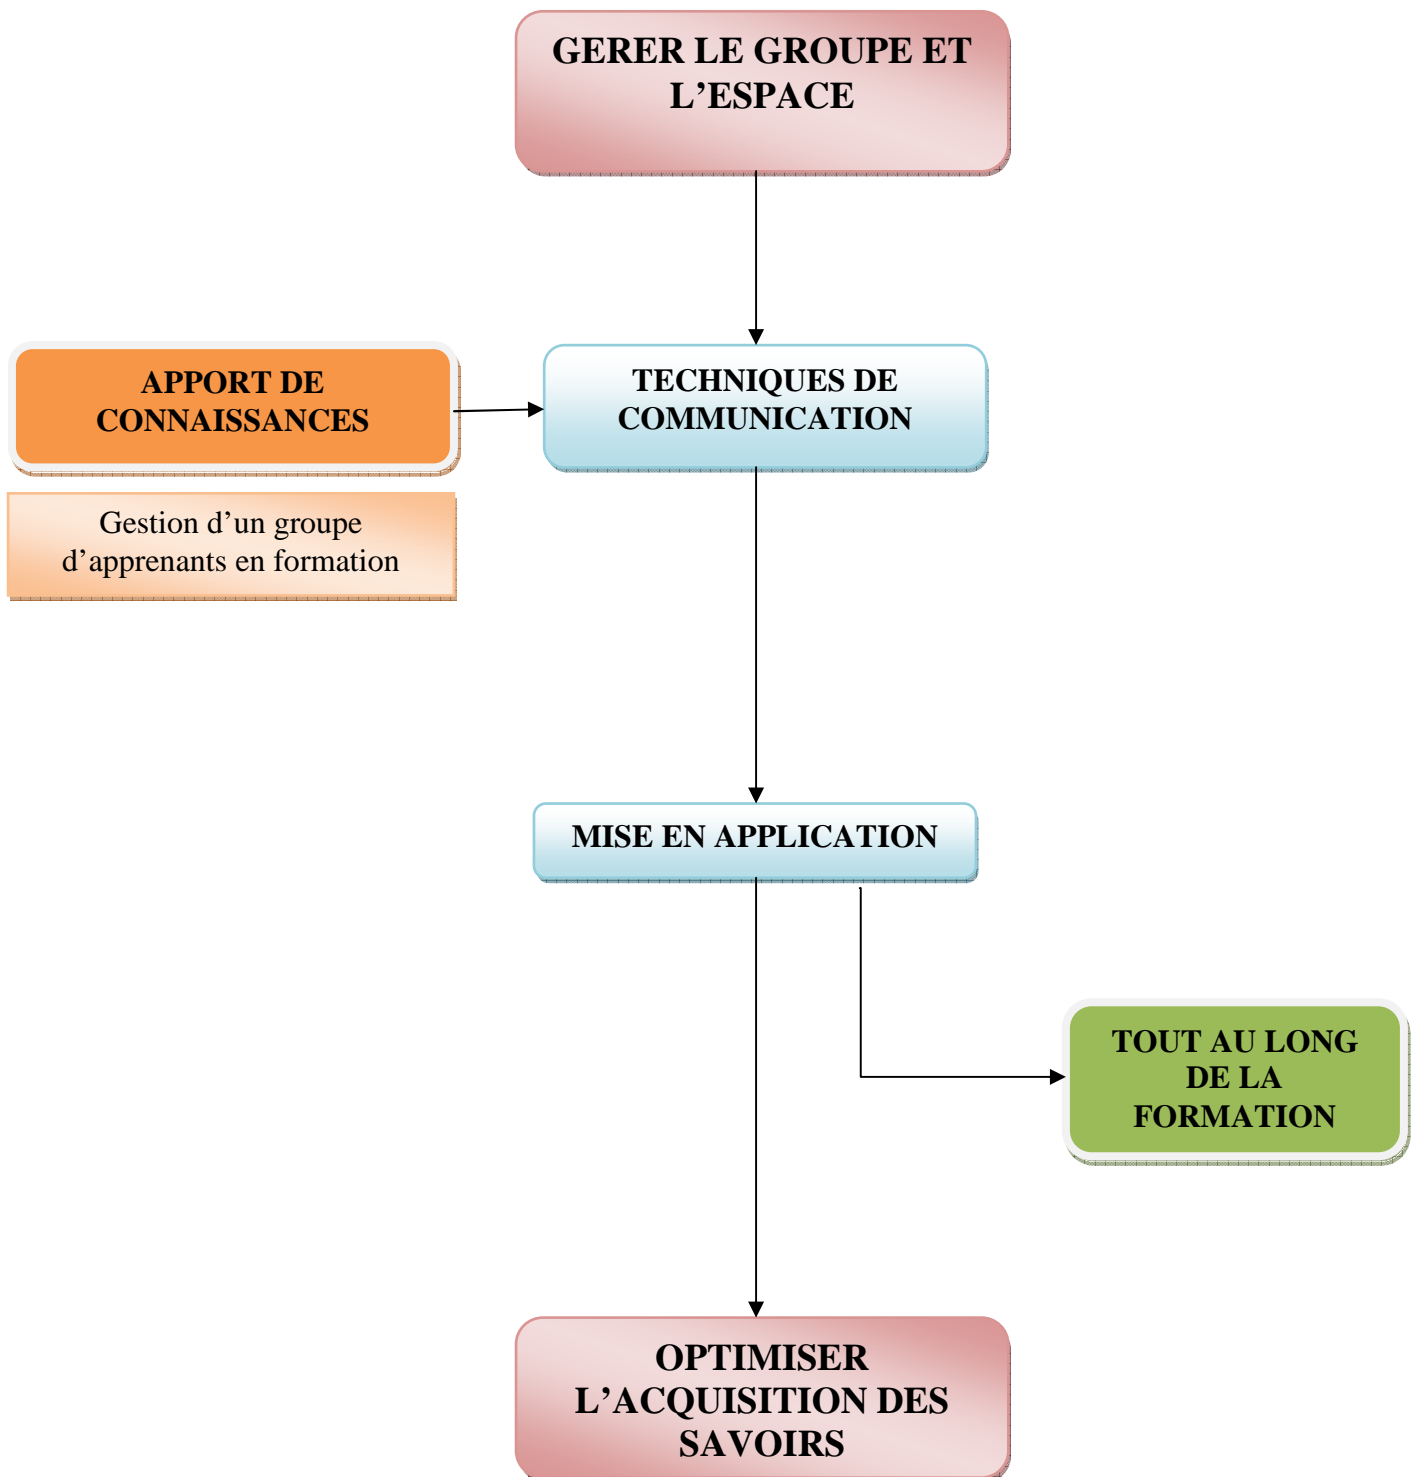 GERER LE GROUPE ET
L’ESPACE
APPORT DE
CONNAISSANCES
TECHNIQUES DE
COMMUNICATION
Gestion d’un groupe
d’apprenants en formation
MISE EN APPLICATION
TOUT AU LONG
DE LA
FORMATION
OPTIMISER
L’ACQUISITION DES
SAVOIRS